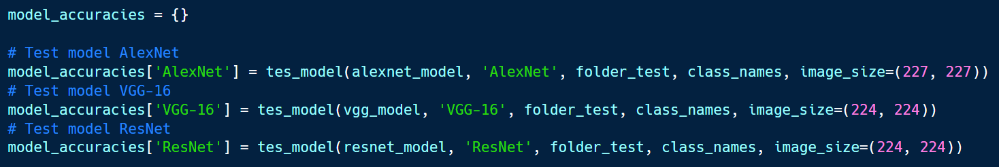 model_accuracies = {}
# Test model AlexNet
model_accuracies['AlexNet'] = tes_model(alexnet_model, 'AlexNet', folder_test, class_names, image_size=(227, 227))
# Test model VGG-16
model_accuracies['VGG-16'] = tes_model(vgg_model, 'VGG-16', folder_test, class_names, image_size=(224, 224))
# Test model ResNet
model_accuracies['ResNet'] = tes_model(resnet_model, 'ResNet', folder_test, class_names, image_size=(224, 224))